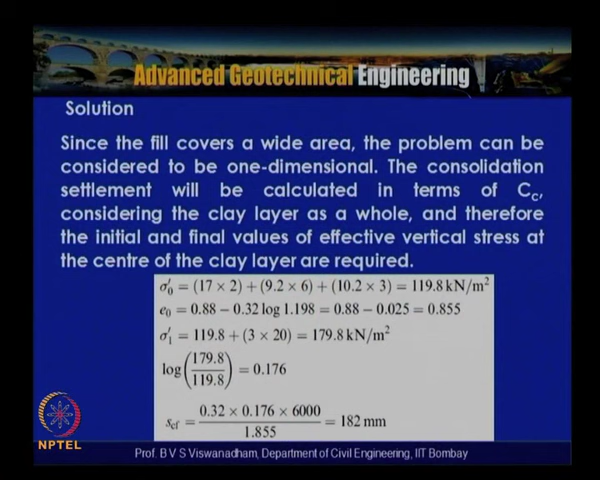 Advanced Geotechnical Engineering
Solution
Since the fill covers a wide area, the problem can be
considered to be one-dimensional. The consolidation
settlement will be calculated in terms of Cc,
considering the clay layer as a whole, and therefore
the initial and final values of effective vertical stress at
the centre of the clay layer are required.
σ′₀ = (17 × 2) + (9.2 × 6) + (10.2 × 3) = 119.8 kN/m²
e₀ = 0.88 − 0.32 log 1.198 = 0.88 − 0.025 = 0.855
σ′₁ = 119.8 + (3 × 20) = 179.8 kN/m²
log(179.8/119.8) = 0.176
s_cf = 0.32 × 0.176 × 6000/1.855 = 182 mm
NPTEL
Prof. B V S Viswanadham, Department of Civil Engineering, IIT Bombay